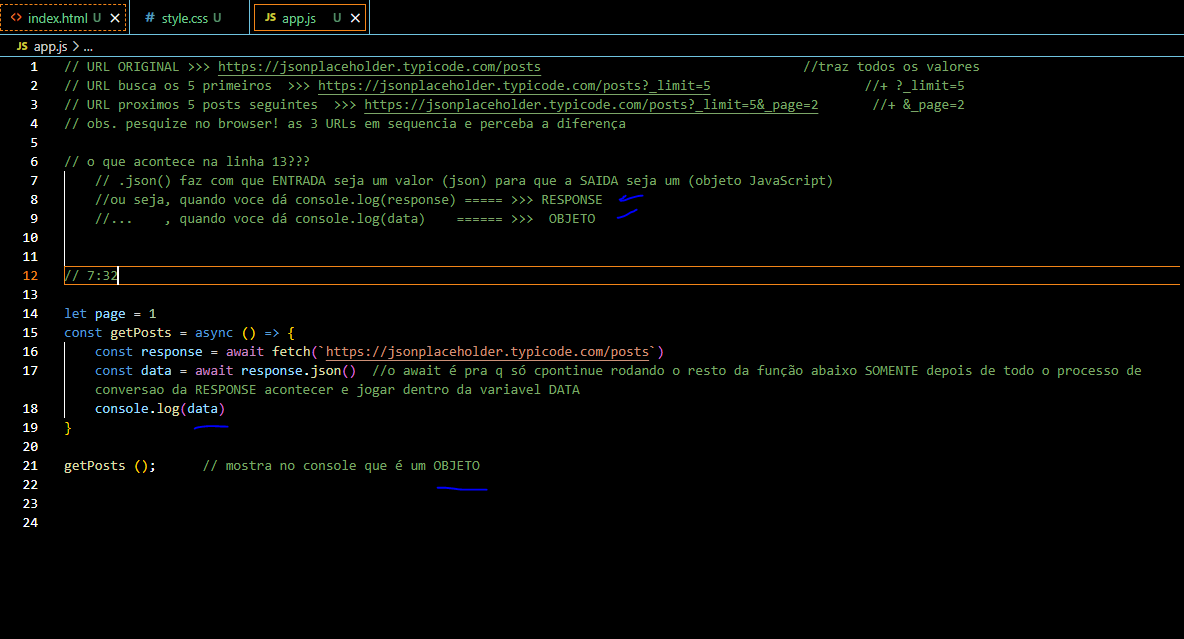 <> index.html U ×
# style.css U
JS app.js U ×
JS app.js > ...
1 // URL ORIGINAL >>> https://jsonplaceholder.typicode.com/posts //traz todos os valores
2 // URL busca os 5 primeiros >>> https://jsonplaceholder.typicode.com/posts?_limit=5 //+ ?_limit=5
3 // URL proximos 5 posts seguintes >>> https://jsonplaceholder.typicode.com/posts?_limit=5&_page=2 //+ &_page=2
4 // obs. pesquize no browser! as 3 URLs em sequencia e perceba a diferença
5
6 // o que acontece na linha 13???
7 // .json() faz com que ENTRADA seja um valor (json) para que a SAIDA seja um (objeto JavaScript)
8 //ou seja, quando voce dá console.log(response) ===== >>> RESPONSE
9 //... , quando voce dá console.log(data) ====== >>> OBJETO
10
11
12 // 7:32
13
14 let page = 1
15 const getPosts = async () => {
16 const response = await fetch(`https://jsonplaceholder.typicode.com/posts`)
17 const data = await response.json() //o await é pra q só cpontinue rodando o resto da função abaixo SOMENTE depois de todo o processo de
conversao da RESPONSE acontecer e jogar dentro da variavel DATA
18 console.log(data)
19 }
20
21 getPosts (); // mostra no console que é um OBJETO
22
23
24